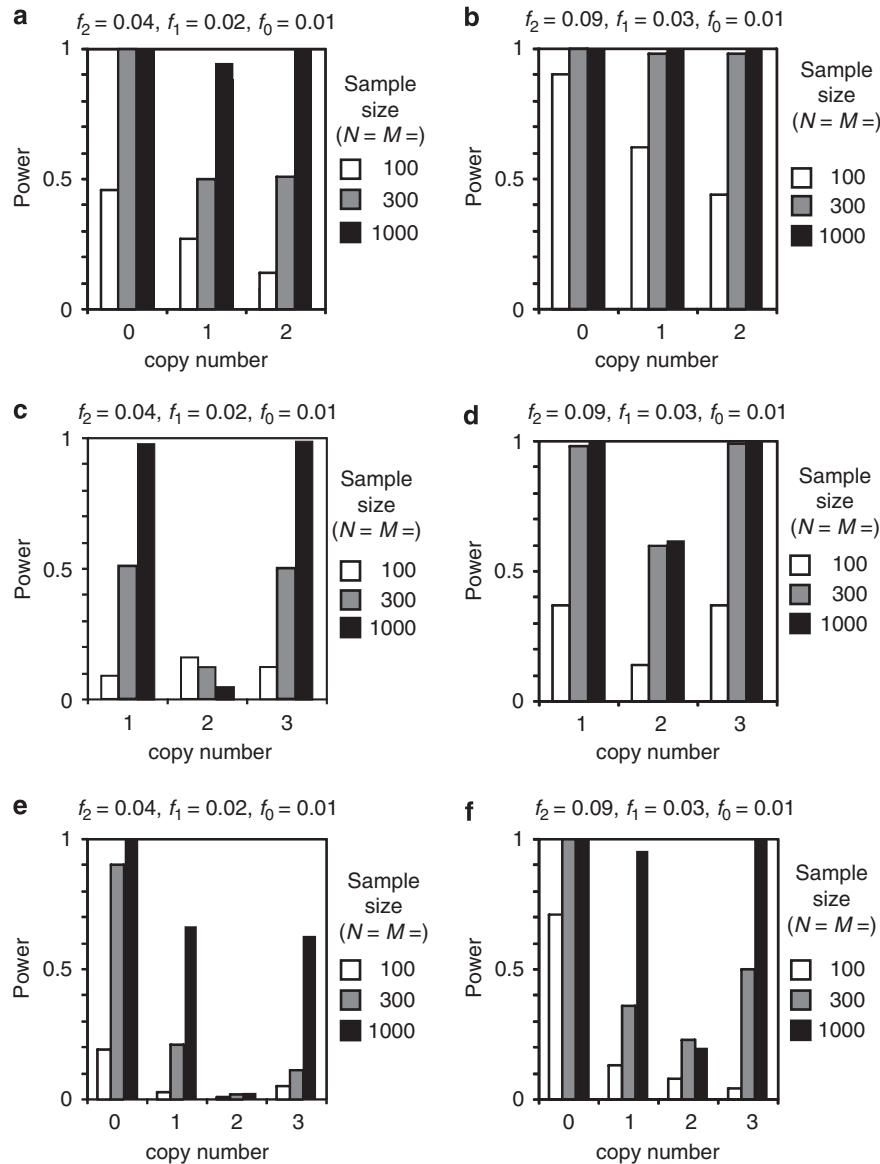 a
f2 = 0.04, f1 = 0.02, f0 = 0.01
1
0.5
0
Power
0 1 2
copy number
Sample
size
(N = M =)
100
300
1000
b
f2 = 0.09, f1 = 0.03, f0 = 0.01
1
0.5
0
Power
0 1 2
copy number
Sample
size
(N = M =)
100
300
1000
c
f2 = 0.04, f1 = 0.02, f0 = 0.01
1
0.5
0
Power
1 2 3
copy number
Sample
size
(N = M =)
100
300
1000
d
f2 = 0.09, f1 = 0.03, f0 = 0.01
1
0.5
0
Power
1 2 3
copy number
Sample
size
(N = M =)
100
300
1000
e
f2 = 0.04, f1 = 0.02, f0 = 0.01
1
0.5
0
Power
0 1 2 3
copy number
Sample
size
(N = M =)
100
300
1000
f
f2 = 0.09, f1 = 0.03, f0 = 0.01
1
0.5
0
Power
0 1 2 3
copy number
Sample
size
(N = M =)
100
300
1000